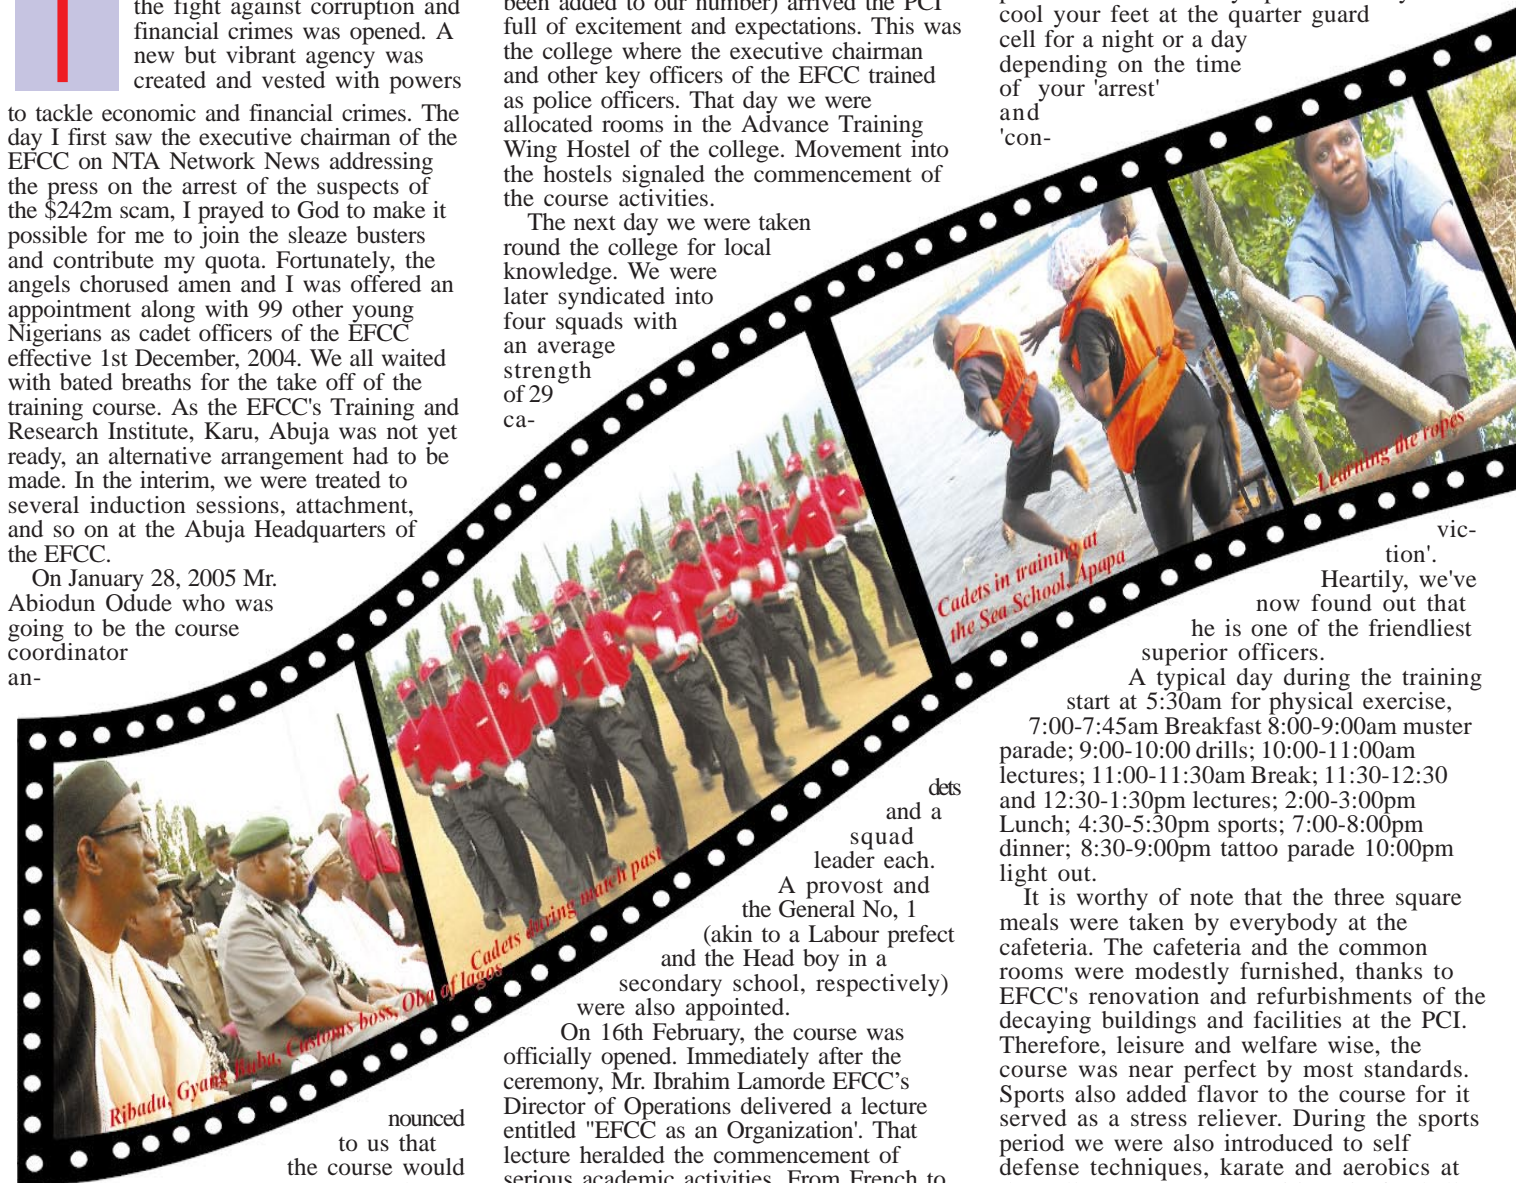 the fight against corruption and
financial crimes was opened. A
new but vibrant agency was
created and vested with powers
to tackle economic and financial crimes. The
day I first saw the executive chairman of the
EFCC on NTA Network News addressing
the press on the arrest of the suspects of
the $242m scam, I prayed to God to make it
possible for me to join the sleaze busters
and contribute my quota. Fortunately, the
angels chorused amen and I was offered an
appointment along with 99 other young
Nigerians as cadet officers of the EFCC
effective 1st December, 2004. We all waited
with bated breaths for the take off of the
training course. As the EFCC's Training and
Research Institute, Karu, Abuja was not yet
ready, an alternative arrangement had to be
made. In the interim, we were treated to
several induction sessions, attachment,
and so on at the Abuja Headquarters of
the EFCC.
On January 28, 2005 Mr.
Abiodun Odude who was
going to be the course
coordinator
an-
nounced
to us that
the course would
been added to our number) arrived the PCI
full of excitement and expectations. This was
the college where the executive chairman
and other key officers of the EFCC trained
as police officers. That day we were
allocated rooms in the Advance Training
Wing Hostel of the college. Movement into
the hostels signaled the commencement of
the course activities.
The next day we were taken
round the college for local
knowledge. We were
later syndicated into
four squads with
an average
strength
of 29
ca-
dets
and a
squad
leader each.
A provost and
the General No, 1
(akin to a Labour prefect
and the Head boy in a
secondary school, respectively)
were also appointed.
On 16th February, the course was
officially opened. Immediately after the
ceremony, Mr. Ibrahim Lamorde EFCC's
Director of Operations delivered a lecture
entitled "EFCC as an Organization'. That
lecture heralded the commencement of
serious academic activities. From French to
cool your feet at the quarter guard
cell for a night or a day
depending on the time
of your 'arrest'
and
'con-
vic-
tion'.
Heartily, we've
now found out that
he is one of the friendliest
superior officers.
A typical day during the training
start at 5:30am for physical exercise,
7:00-7:45am Breakfast 8:00-9:00am muster
parade; 9:00-10:00 drills; 10:00-11:00am
lectures; 11:00-11:30am Break; 11:30-12:30
and 12:30-1:30pm lectures; 2:00-3:00pm
Lunch; 4:30-5:30pm sports; 7:00-8:00pm
dinner; 8:30-9:00pm tattoo parade 10:00pm
light out.
It is worthy of note that the three square
meals were taken by everybody at the
cafeteria. The cafeteria and the common
rooms were modestly furnished, thanks to
EFCC's renovation and refurbishments of the
decaying buildings and facilities at the PCI.
Therefore, leisure and welfare wise, the
course was near perfect by most standards.
Sports also added flavor to the course for it
served as a stress reliever. During the sports
period we were also introduced to self
defense techniques, karate and aerobics at
Ribadu, Gyang Buba, Customs boss, Oba of lagos
Cadets during match past
Cadets in training at
the Sea School, Apapa
Learning the ropes